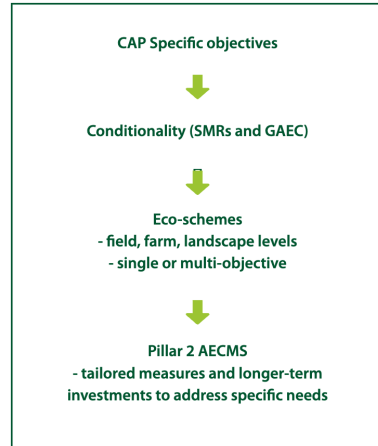 CAP Specific objectives
Conditionality (SMRs and GAEC)
Eco-schemes
- field, farm, landscape levels
- single or multi-objective
Pillar 2 AECMS
- tailored measures and longer-term
investments to address specific needs